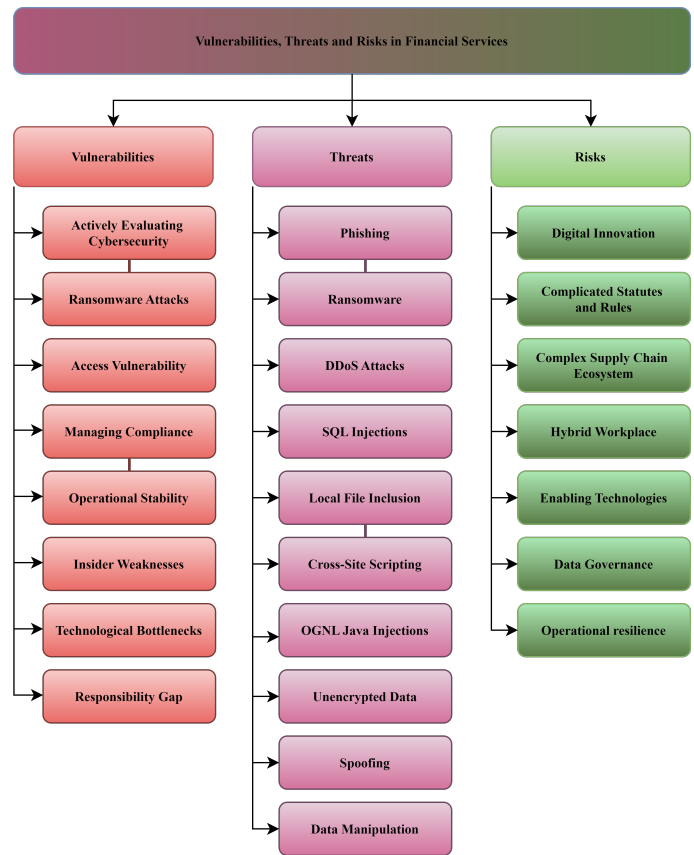 Vulnerabilities, Threats and Risks in Financial Services
Vulnerabilities
Actively Evaluating
Cybersecurity
Ransomware Attacks
Access Vulnerability
Managing Compliance
Operational Stability
Insider Weaknesses
Technological Bottlenecks
Responsibility Gap
Threats
Phishing
Ransomware
DDoS Attacks
SQL Injections
Local File Inclusion
Cross-Site Scripting
OGNL Java Injections
Unencrypted Data
Spoofing
Data Manipulation
Risks
Digital Innovation
Complicated Statutes
and Rules
Complex Supply Chain
Ecosystem
Hybrid Workplace
Enabling Technologies
Data Governance
Operational resilience